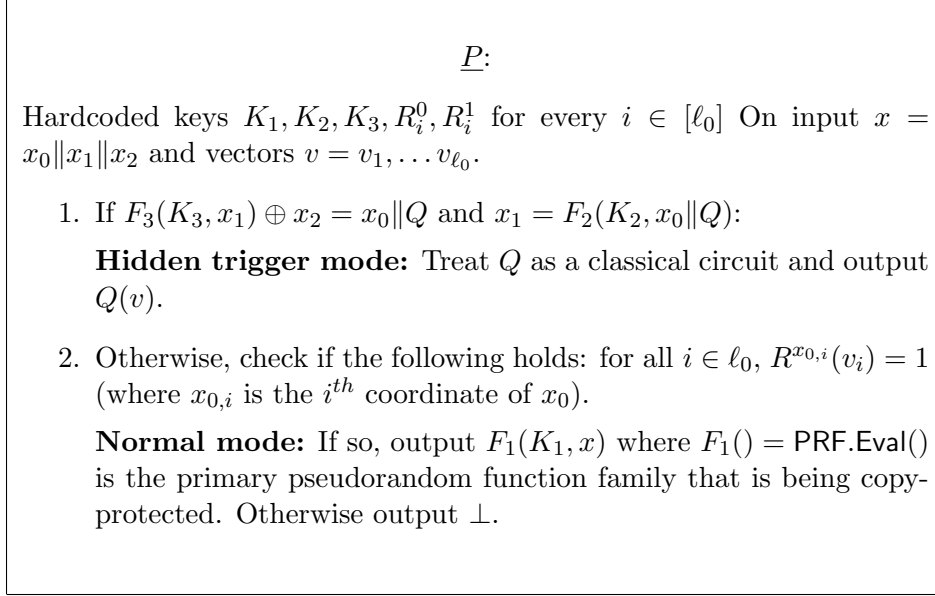 P:
Hardcoded keys K₁, K₂, K₃, R⁰ᵢ, R¹ᵢ for every i ∈ [ℓ₀] On input x =
x₀‖x₁‖x₂ and vectors v = v₁, … v_ℓ₀.
1. If F₃(K₃, x₁) ⊕ x₂ = x₀‖Q and x₁ = F₂(K₂, x₀‖Q):
Hidden trigger mode: Treat Q as a classical circuit and output
Q(v).
2. Otherwise, check if the following holds: for all i ∈ ℓ₀, R^{x₀,ᵢ}(vᵢ) = 1
(where x₀,ᵢ is the i^{th} coordinate of x₀).
Normal mode: If so, output F₁(K₁, x) where F₁() = PRF.Eval()
is the primary pseudorandom function family that is being copy-
protected. Otherwise output ⊥.